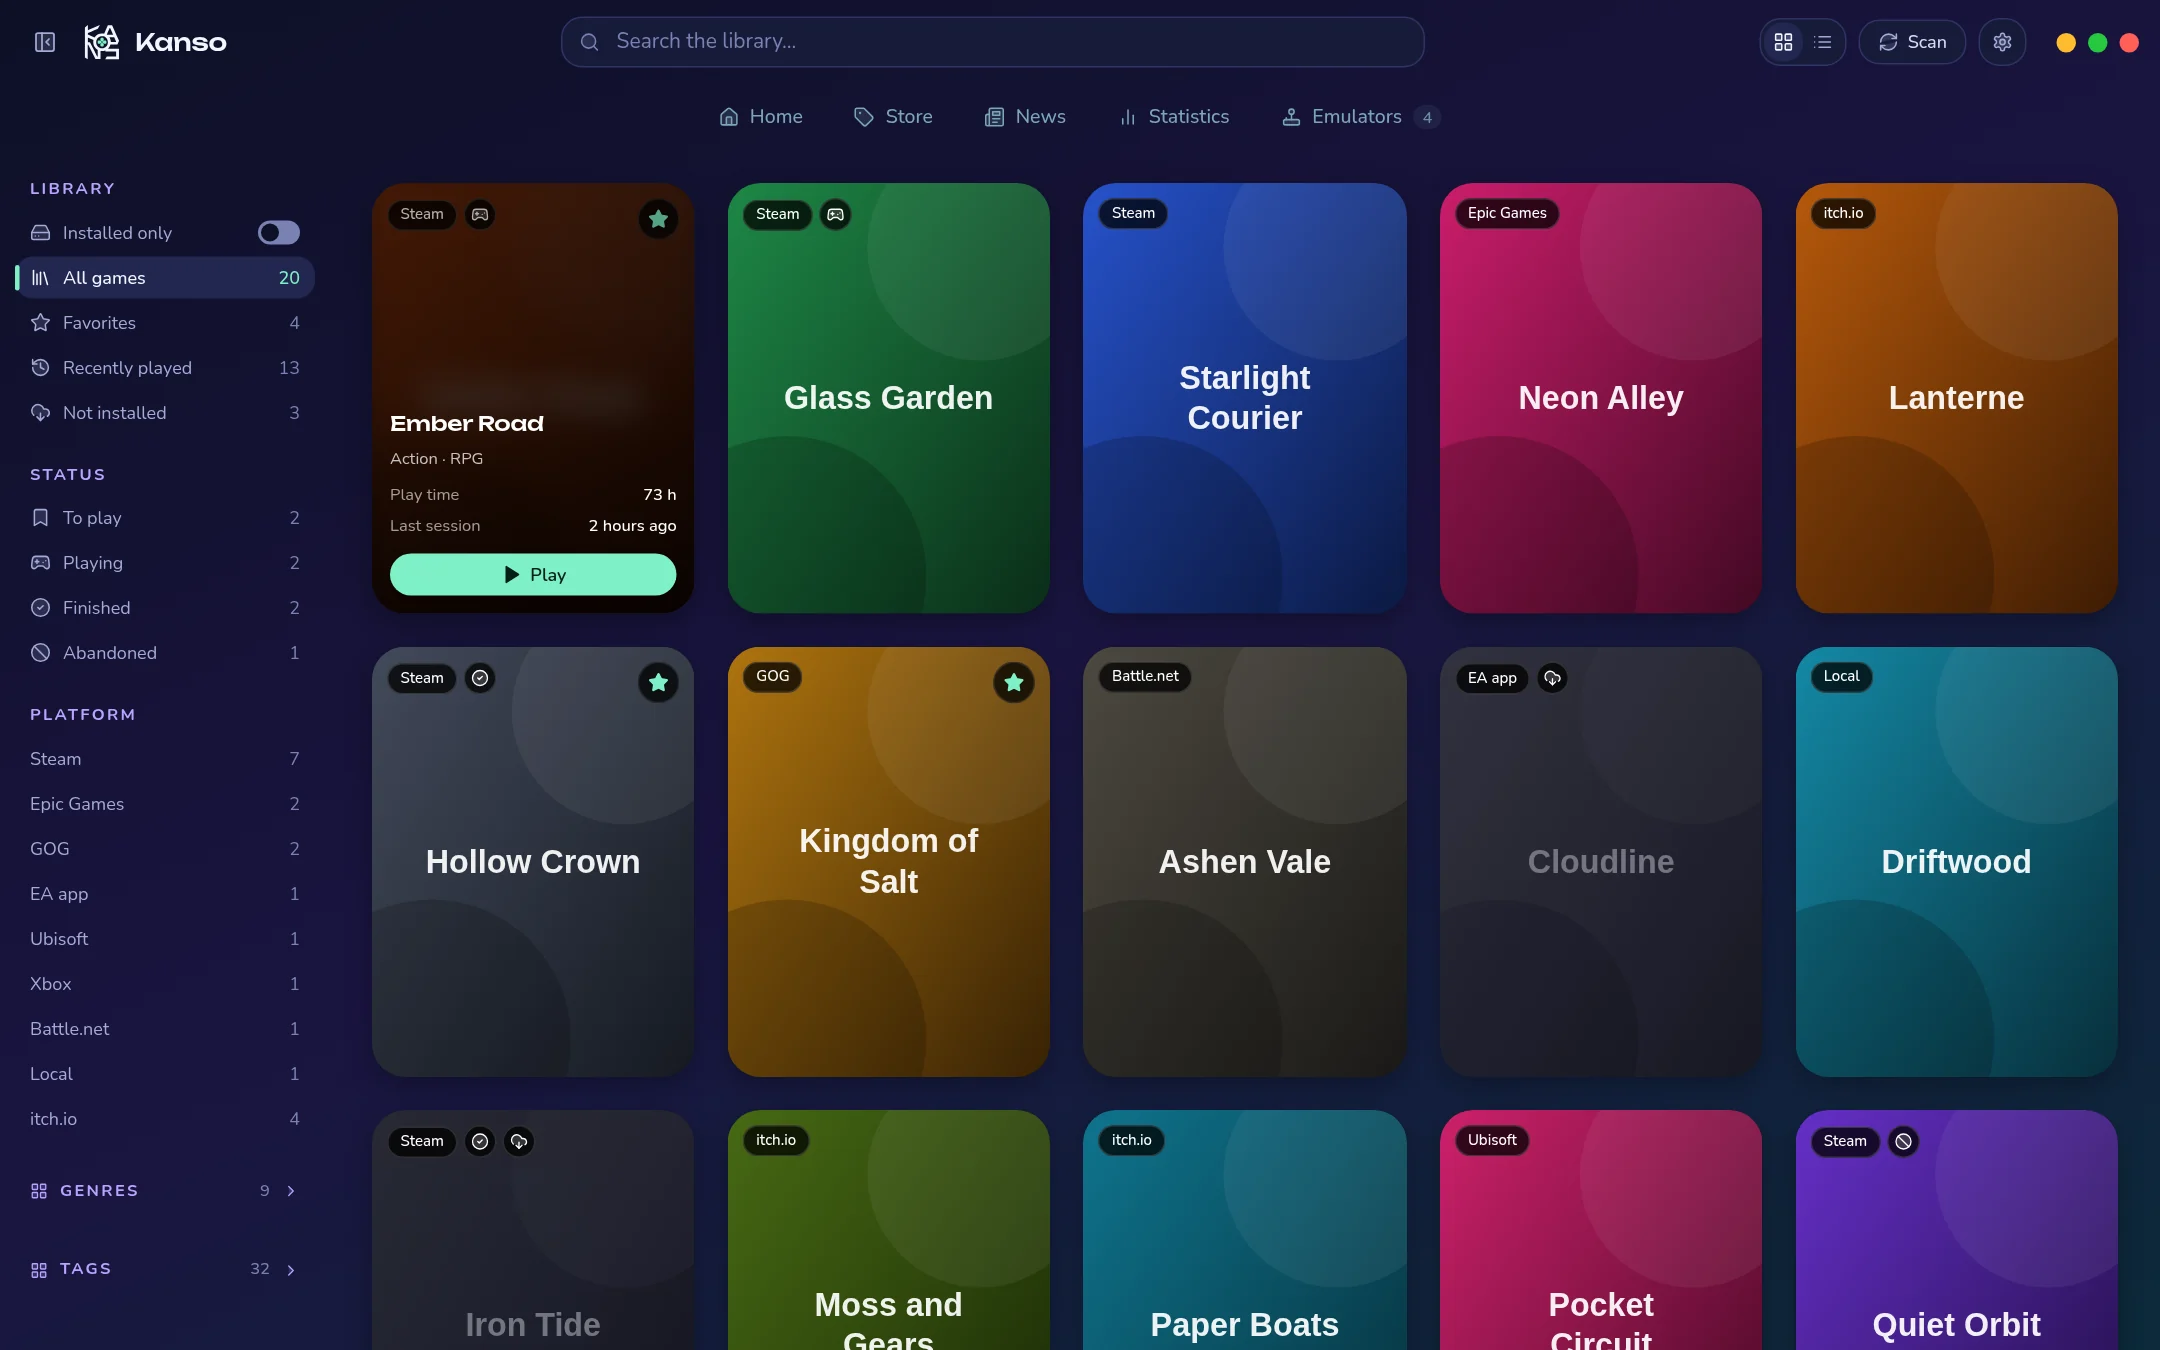 Kanso
Search the library...
Scan
Home
Store
News
Statistics
Emulators 4
LIBRARY
Installed only
All games 20
Favorites 4
Recently played 13
Not installed 3
STATUS
To play 2
Playing 2
Finished 2
Abandoned 1
PLATFORM
Steam 7
Epic Games 2
GOG 2
EA app 1
Ubisoft 1
Xbox 1
Battle.net 1
Local 1
itch.io 4
GENRES 9
TAGS 32
Steam
Ember Road
Action · RPG
Play time 73 h
Last session 2 hours ago
Play
Steam
Glass Garden
Steam
Starlight
Courier
Epic Games
Neon Alley
itch.io
Lanterne
Steam
Hollow Crown
GOG
Kingdom of
Salt
Battle.net
Ashen Vale
EA app
Cloudline
Local
Driftwood
Steam
Iron Tide
itch.io
Moss and
Gears
itch.io
Paper Boats
Ubisoft
Pocket
Circuit
Steam
Quiet Orbit